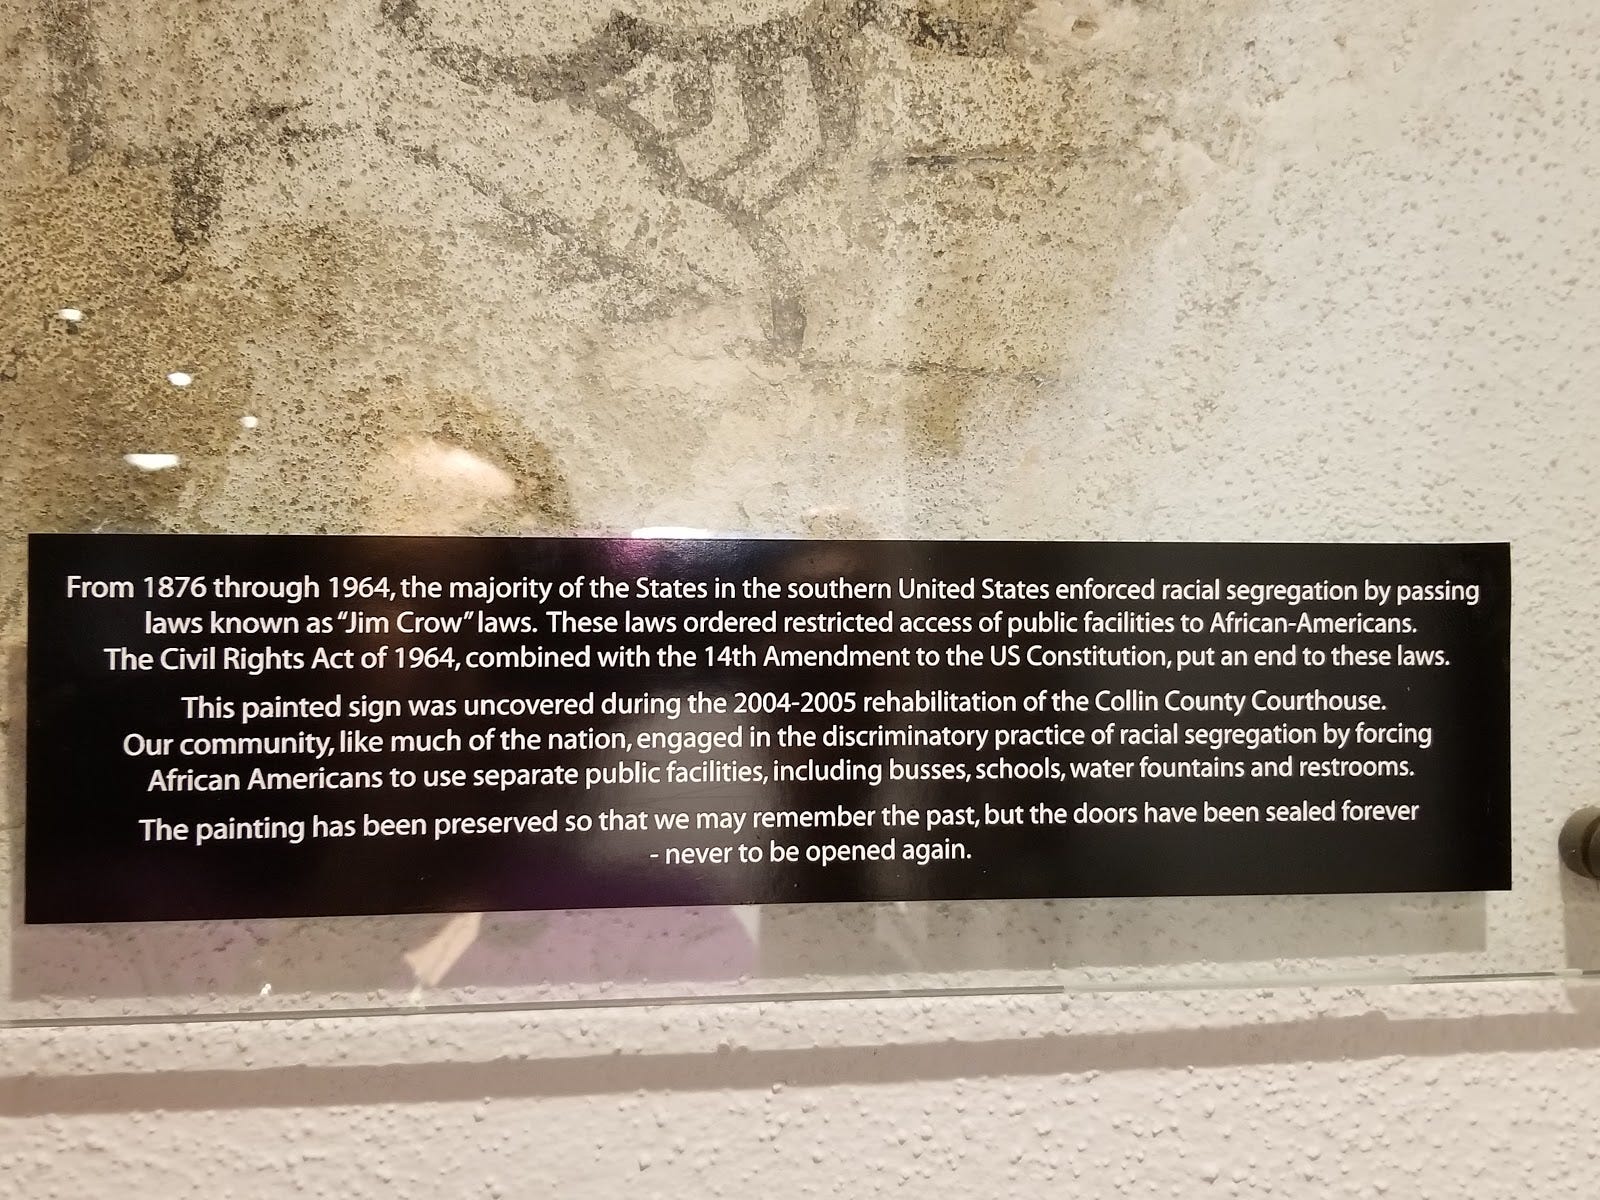 From 1876 through 1964, the majority of the States in the southern United States enforced racial segregation by passing
laws known as “Jim Crow” laws. These laws ordered restricted access of public facilities to African-Americans.
The Civil Rights Act of 1964, combined with the 14th Amendment to the US Constitution, put an end to these laws.
This painted sign was uncovered during the 2004-2005 rehabilitation of the Collin County Courthouse.
Our community, like much of the nation, engaged in the discriminatory practice of racial segregation by forcing
African Americans to use separate public facilities, including busses, schools, water fountains and restrooms.
The painting has been preserved so that we may remember the past, but the doors have been sealed forever
- never to be opened again.